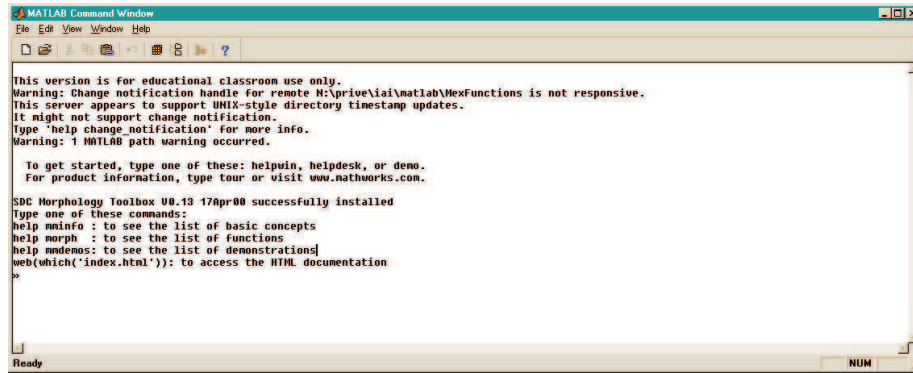 MATLAB Command Window
File Edit View Window Help
This version is for educational classroom use only.
Warning: Change notification handle for remote N:\prive\iai\matlab\MexFunctions is not responsive.
This server appears to support UNIX-style directory timestamp updates.
It might not support change notification.
Type 'help change_notification' for more info.
Warning: 1 MATLAB path warning occurred.
To get started, type one of these: helpwin, helpdesk, or demo.
For product information, type tour or visit www.mathworks.com.
SDC Morphology Toolbox V0.13 17Apr00 successfully installed
Type one of these commands:
help mminfo : to see the list of basic concepts
help morph : to see the list of functions
help mmdemos: to see the list of demonstrations
web(which('index.html')): to access the HTML documentation
»
Ready NUM